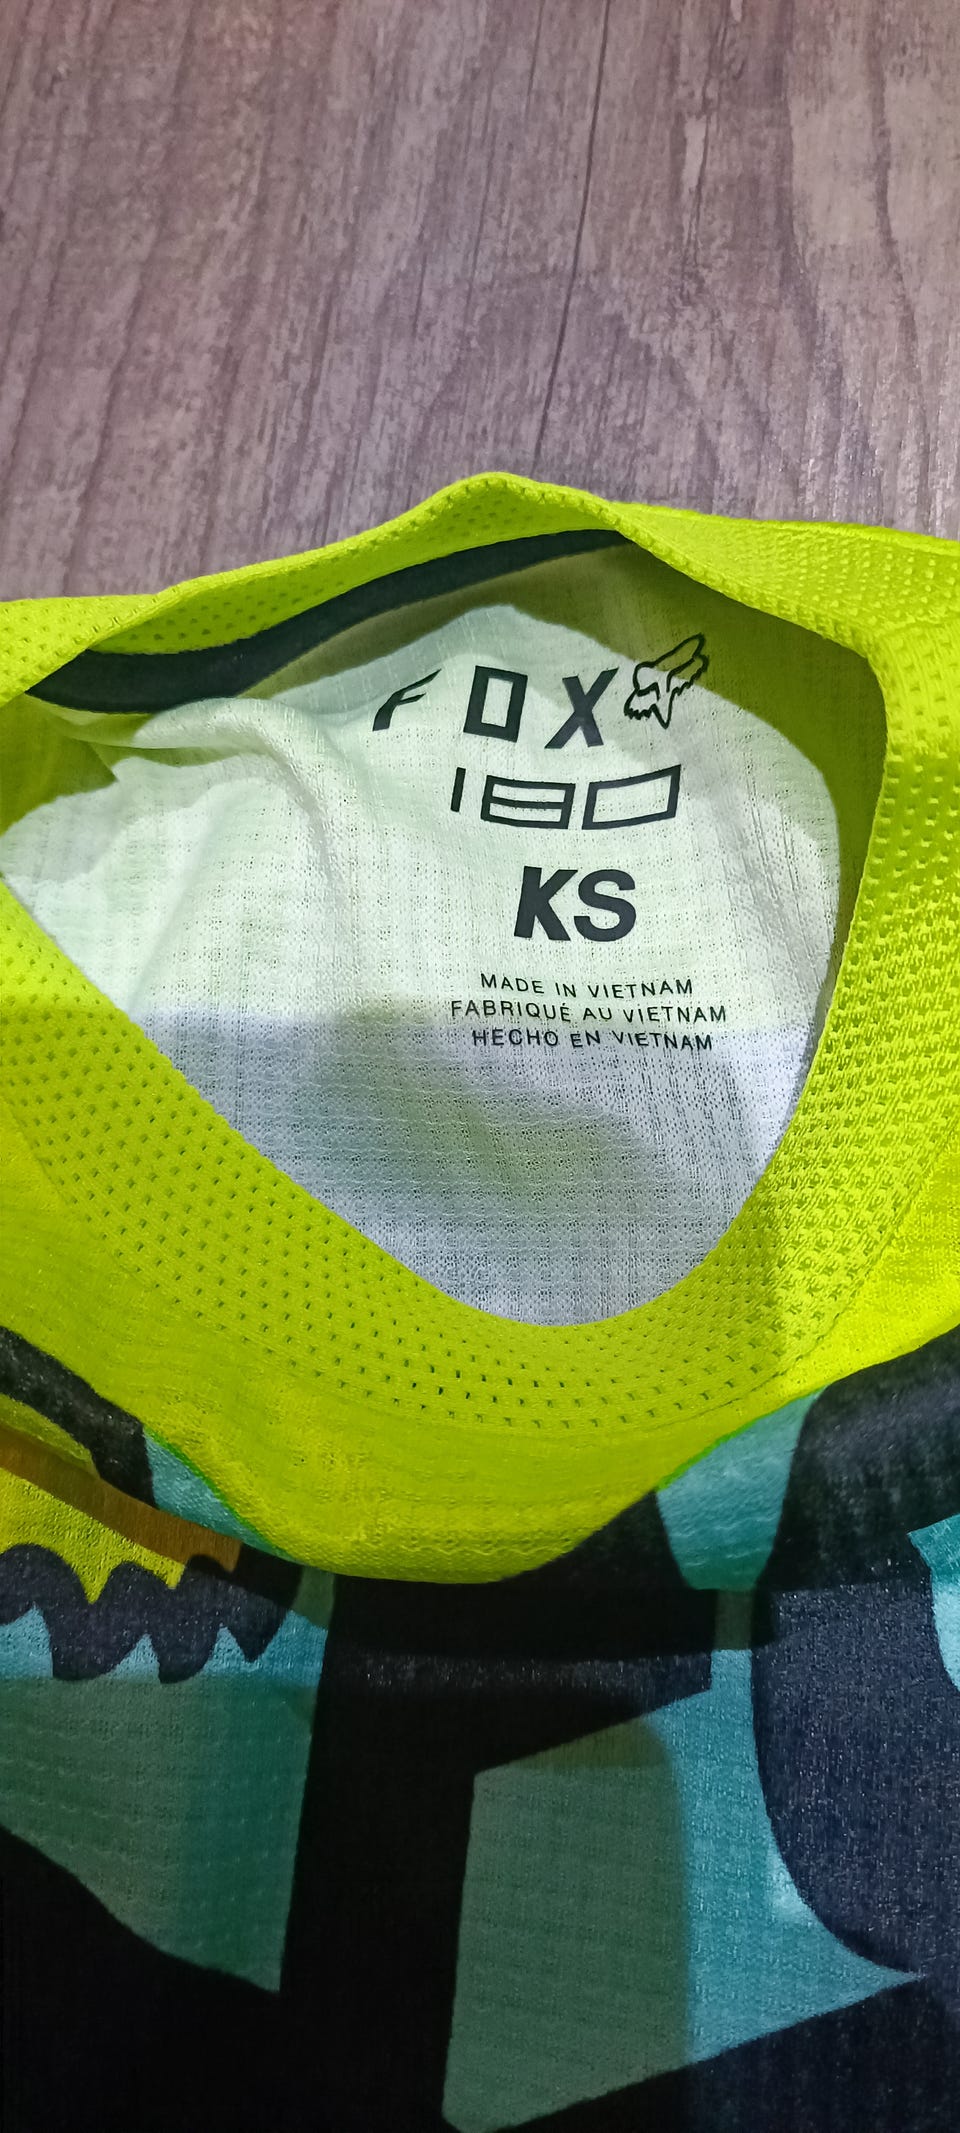 FOX
180
KS
MADE IN VIETNAM
FABRIQUÉ AU VIETNAM
HECHO EN VIETNAM